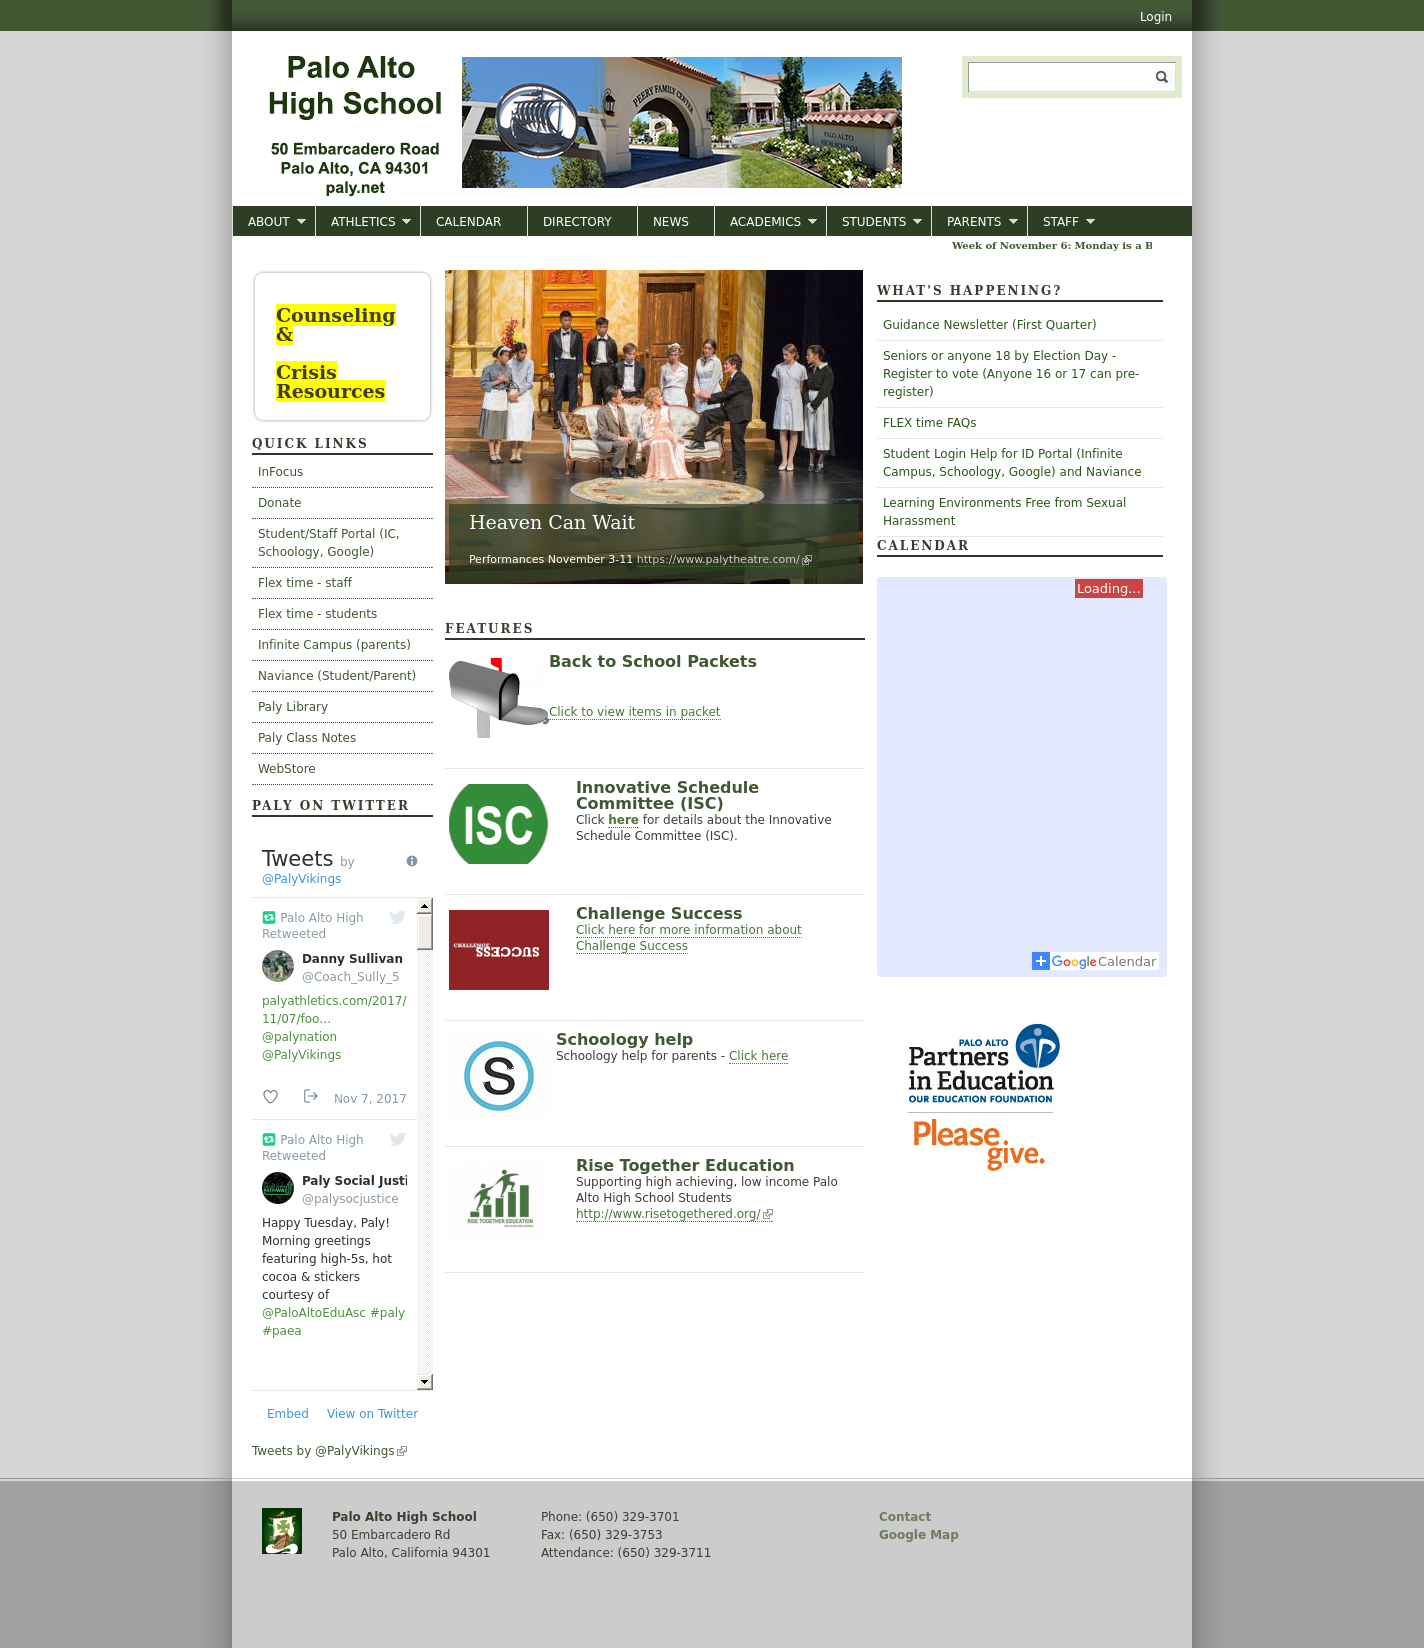 Login
Palo Alto
High School
50 Embarcadero Road
Palo Alto, CA 94301
paly.net
PEERY FAMILY CENTER
PALO ALTO
HIGH SCHOOL
ABOUT ATHLETICS CALENDAR DIRECTORY NEWS ACADEMICS STUDENTS PARENTS STAFF
Week of November 6: Monday is a B
Counseling
&
Crisis
Resources
QUICK LINKS
InFocus
Donate
Student/Staff Portal (IC,
Schoology, Google)
Flex time - staff
Flex time - students
Infinite Campus (parents)
Naviance (Student/Parent)
Paly Library
Paly Class Notes
WebStore
PALY ON TWITTER
Tweets by
@PalyVikings
Palo Alto High
Retweeted
Danny Sullivan
@Coach_Sully_5
palyathletics.com/2017/
11/07/foo…
@palynation
@PalyVikings
Nov 7, 2017
Palo Alto High
Retweeted
Paly Social Justi
@palysocjustice
Happy Tuesday, Paly!
Morning greetings
featuring high-5s, hot
cocoa & stickers
courtesy of
@PaloAltoEduAsc #paly
#paea
Embed View on Twitter
Tweets by @PalyVikings
Heaven Can Wait
Performances November 3-11 https://www.palytheatre.com/
FEATURES
Back to School Packets
Click to view items in packet
ISC
Innovative Schedule
Committee (ISC)
Click here for details about the Innovative
Schedule Committee (ISC).
CHALLENGE
SUCCESS
Challenge Success
Click here for more information about
Challenge Success
S
Schoology help
Schoology help for parents - Click here
RISE TOGETHER EDUCATION
Rise Together Education
Supporting high achieving, low income Palo
Alto High School Students
http://www.risetogethered.org/
WHAT'S HAPPENING?
Guidance Newsletter (First Quarter)
Seniors or anyone 18 by Election Day -
Register to vote (Anyone 16 or 17 can pre-
register)
FLEX time FAQs
Student Login Help for ID Portal (Infinite
Campus, Schoology, Google) and Naviance
Learning Environments Free from Sexual
Harassment
CALENDAR
Loading...
Google Calendar
PALO ALTO
Partners
in Education
OUR EDUCATION FOUNDATION
Please
give.
Palo Alto High School
50 Embarcadero Rd
Palo Alto, California 94301
Phone: (650) 329-3701
Fax: (650) 329-3753
Attendance: (650) 329-3711
Contact
Google Map